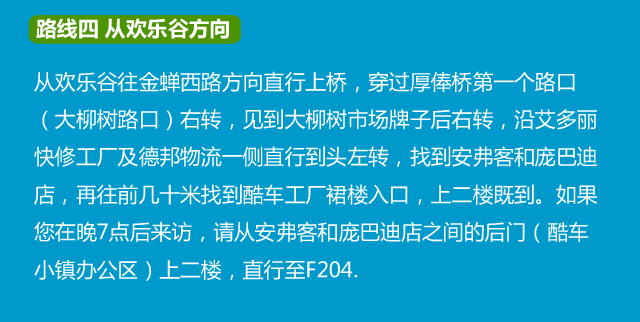 路线四 从欢乐谷方向
从欢乐谷往金蝉西路方向直行上桥，穿过厚俸桥第一个路口
（大柳树路口）右转，见到大柳树市场牌子后右转，沿艾多丽
快修工厂及德邦物流一侧直行到头左转，找到安弗客和庞巴迪
店，再往前几十米找到酷车工厂裙楼入口，上二楼既到。如果
您在晚7点后来访，请从安弗客和庞巴迪店之间的后门（酷车
小镇办公区）上二楼，直行至F204.